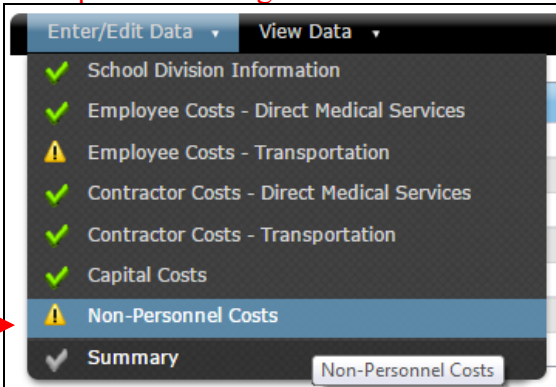 Enter/Edit Data ▾ View Data ▾
School Division Information
Employee Costs - Direct Medical Services
Employee Costs - Transportation
Contractor Costs - Direct Medical Services
Contractor Costs - Transportation
Capital Costs
Non-Personnel Costs
Summary
Non-Personnel Costs